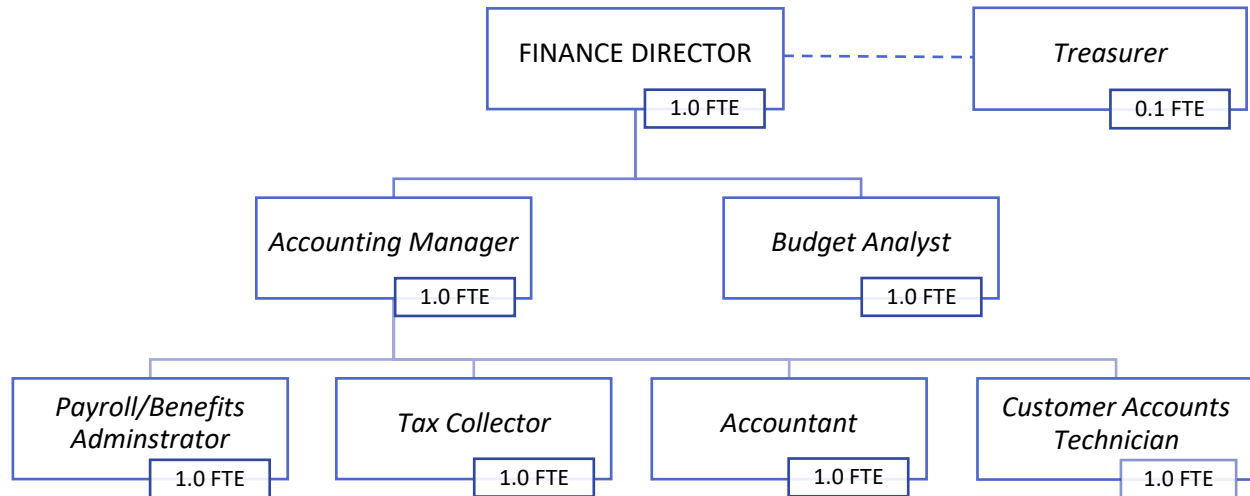 FINANCE DIRECTOR
1.0 FTE
Treasurer
0.1 FTE
Accounting Manager
1.0 FTE
Budget Analyst
1.0 FTE
Payroll/Benefits
Adminstrator
1.0 FTE
Tax Collector
1.0 FTE
Accountant
1.0 FTE
Customer Accounts
Technician
1.0 FTE